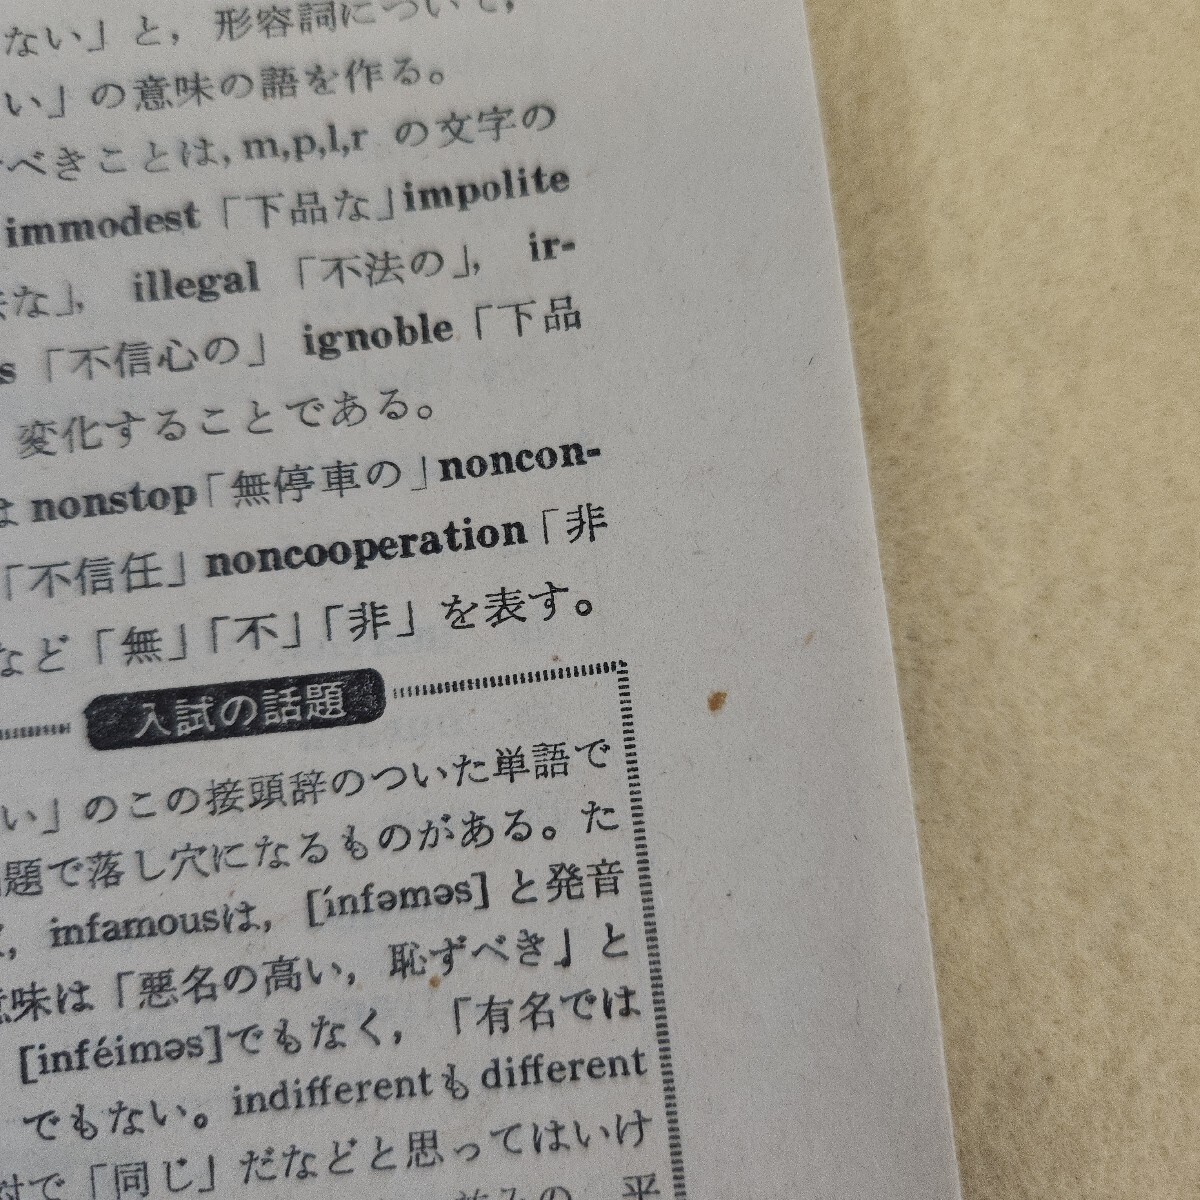 ない」と，形容詞について，
い」の意味の語を作る。
べきことは，m,p,l,r の文字の
immodest「下品な」impolite
な」， illegal 「不法の」， ir-
s「不信心の」 ignoble「下品
変化することである。
は nonstop「無停車の」noncon-
「不信任」noncooperation「非
など「無」「不」「非」を表す。
入試の話題
い」のこの接頭辞のついた単語で
題で落し穴になるものがある。た
，infamousは，［ínfəməs］と発音
意味は「悪名の高い，恥ずべき」と
［inféiməs］でもなく，「有名では
でもない。indifferentもdifferent
対で「同じ」だなどと思ってはいけ
平